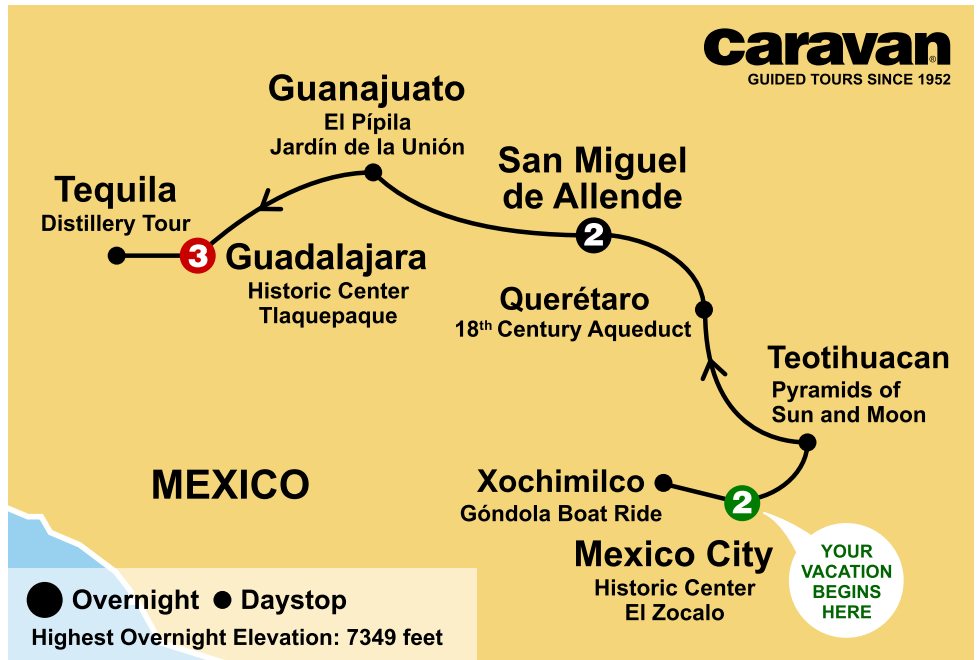 caravan®
GUIDED TOURS SINCE 1952
Guanajuato
El Pípila
Jardín de la Unión
San Miguel
de Allende
2
Tequila
Distillery Tour
3
Guadalajara
Historic Center
Tlaquepaque
Querétaro
18th Century Aqueduct
Teotihuacan
Pyramids of
Sun and Moon
MEXICO
Xochimilco
Góndola Boat Ride
2
Mexico City
Historic Center
El Zocalo
YOUR
VACATION
BEGINS
HERE
Overnight Daystop
Highest Overnight Elevation: 7349 feet